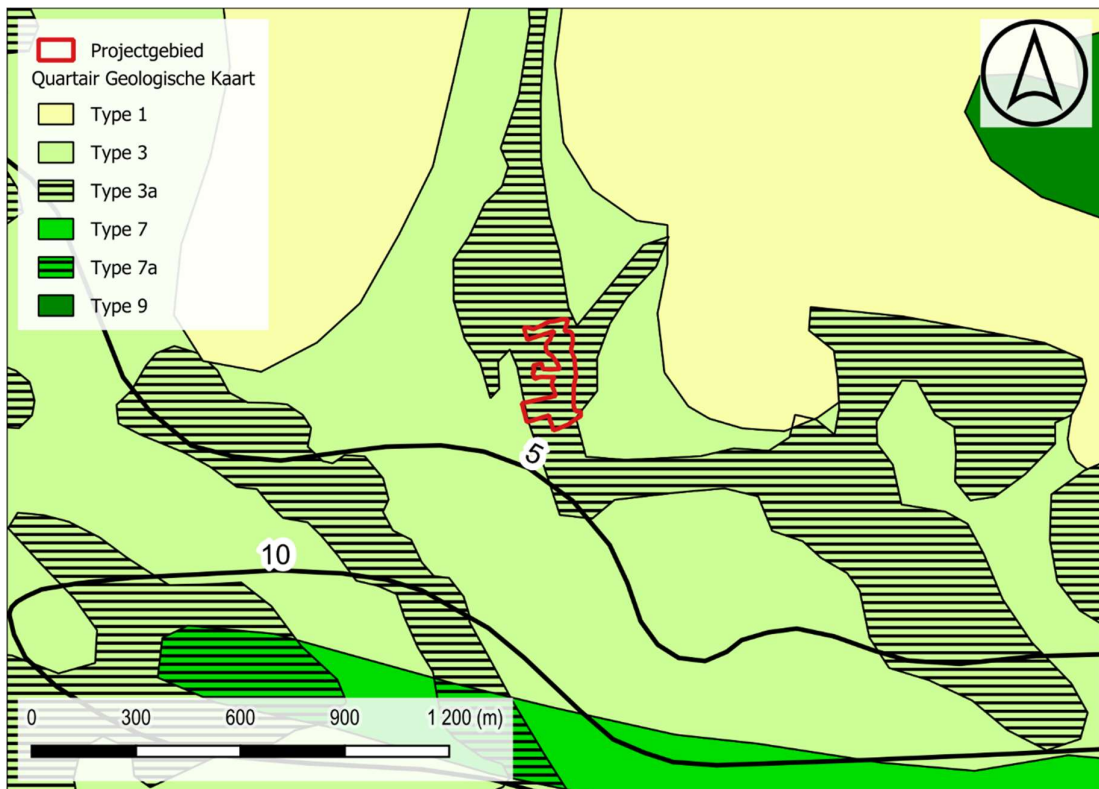 Projectgebied
Quartair Geologische Kaart
Type 1
Type 3
Type 3a
Type 7
Type 7a
Type 9
5
10
0 300 600 900 1 200 (m)